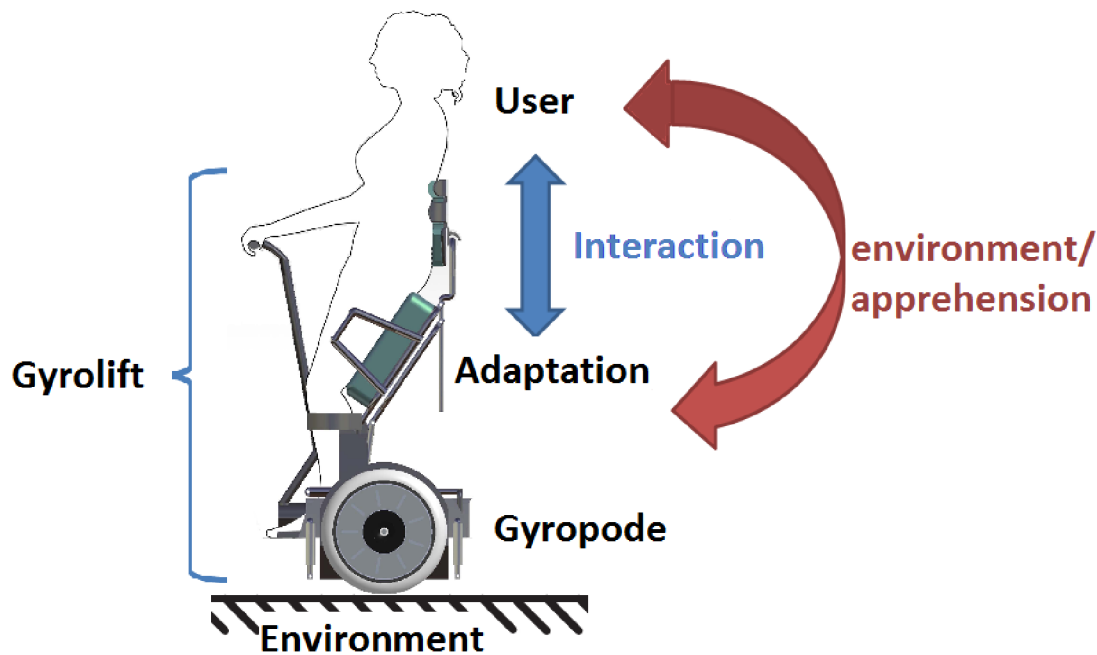 User
Interaction
environment/
apprehension
Gyrolift
Adaptation
Gyropode
Environment